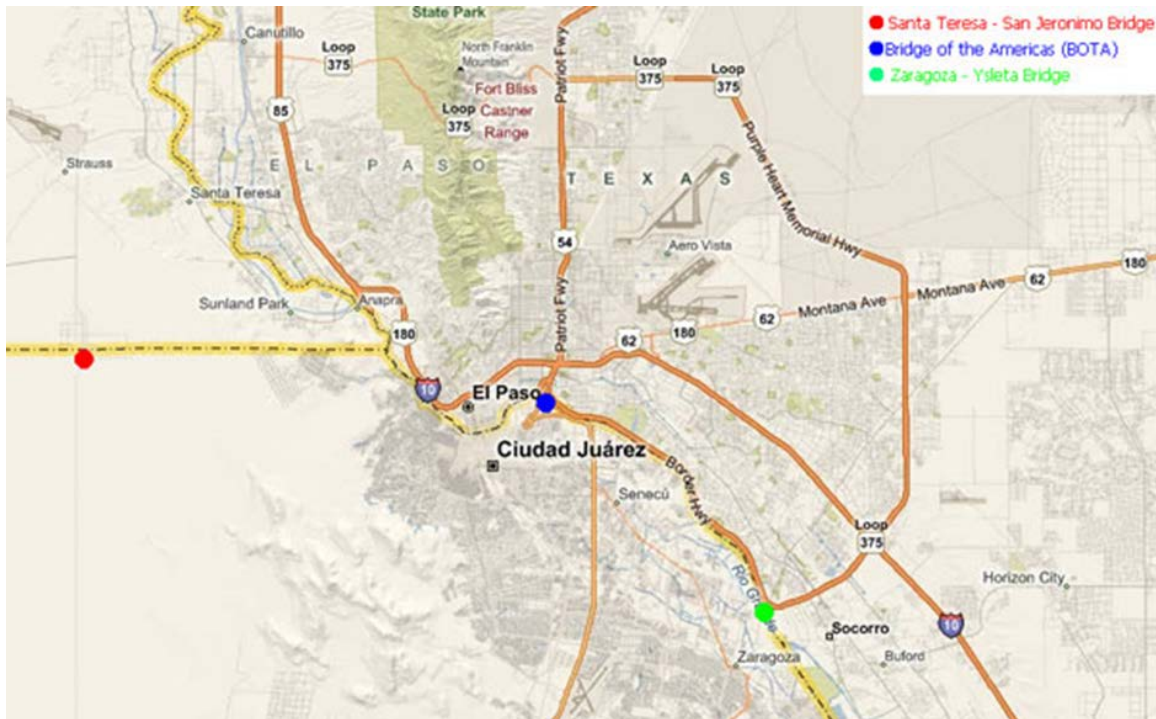 State Park
Canutillo
North Franklin
Mountain
Loop
375
Fort Bliss
Castner
Range
Loop
375
Patriot Fwy
Loop
375
Loop
375
Santa Teresa - San Jeronimo Bridge
Bridge of the Americas (BOTA)
Zaragoza - Ysleta Bridge
85
Strauss
EL PASO
TEXAS
Purple Heart Memorial Hwy
Santa Teresa
54
Aero Vista
180
62
Montana Ave
Montana Ave
62
180
62
Sunland Park
Anapra
180
Patriot Fwy
10
El Paso
Ciudad Juárez
Border Hwy
Senecú
Loop
375
Horizon City
Socorro
10
Buford
Zaragoza